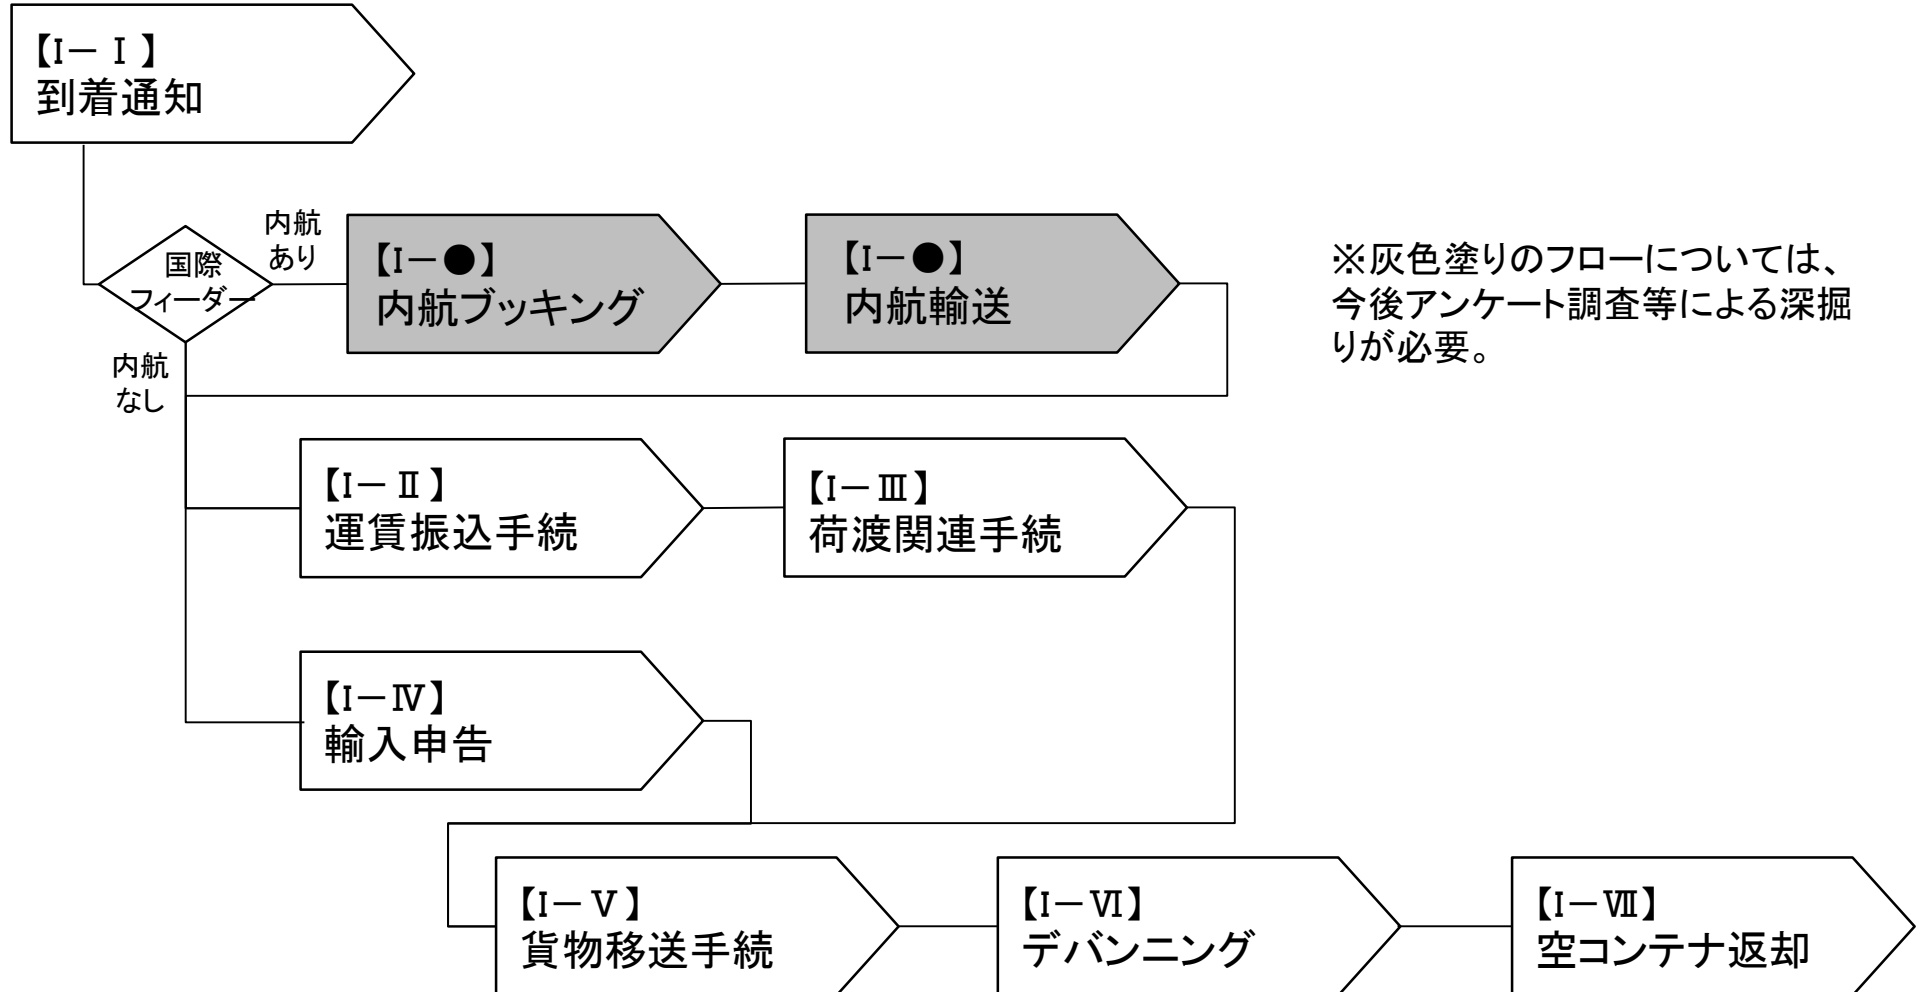 【I－Ⅰ】
到着通知
国際
フィーダー
内航
あり
【I－●】
内航ブッキング
【I－●】
内航輸送
※灰色塗りのフローについては、
今後アンケート調査等による深掘
りが必要。
内航
なし
【I－Ⅱ】
運賃振込手続
【I－Ⅲ】
荷渡関連手続
【I－Ⅳ】
輸入申告
【I－Ⅴ】
貨物移送手続
【I－Ⅵ】
デバンニング
【I－Ⅶ】
空コンテナ返却